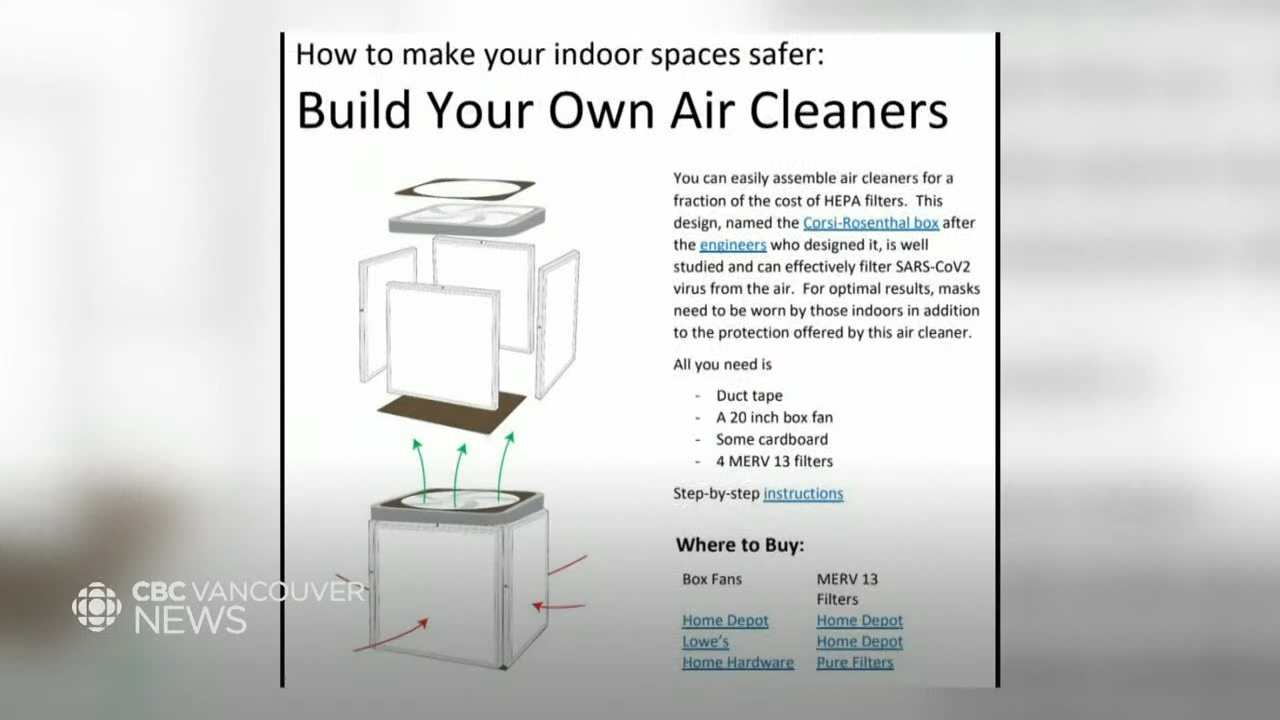 How to make your indoor spaces safer:
Build Your Own Air Cleaners
You can easily assemble air cleaners for a
fraction of the cost of HEPA filters. This
design, named the Corsi-Rosenthal box after
the engineers who designed it, is well
studied and can effectively filter SARS-CoV2
virus from the air. For optimal results, masks
need to be worn by those indoors in addition
to the protection offered by this air cleaner.
All you need is
- Duct tape
- A 20 inch box fan
- Some cardboard
- 4 MERV 13 filters
Step-by-step instructions
Where to Buy:
Box Fans
Home Depot
Lowe's
Home Hardware
MERV 13
Filters
Home Depot
Home Depot
Pure Filters
CBC VANCOUVER
NEWS